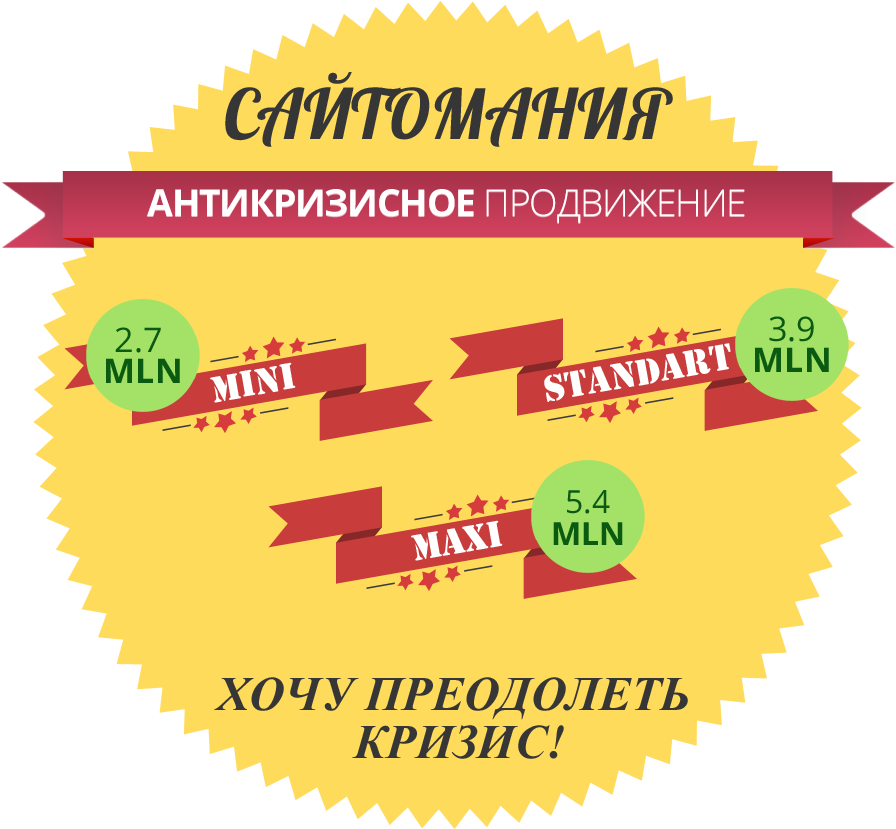 САЙТОМАНИЯ
АНТИКРИЗИСНОЕ ПРОДВИЖЕНИЕ
2.7
MLN
MINI
3.9
MLN
STANDART
5.4
MLN
MAXI
ХОЧУ ПРЕОДОЛЕТЬ
КРИЗИС!